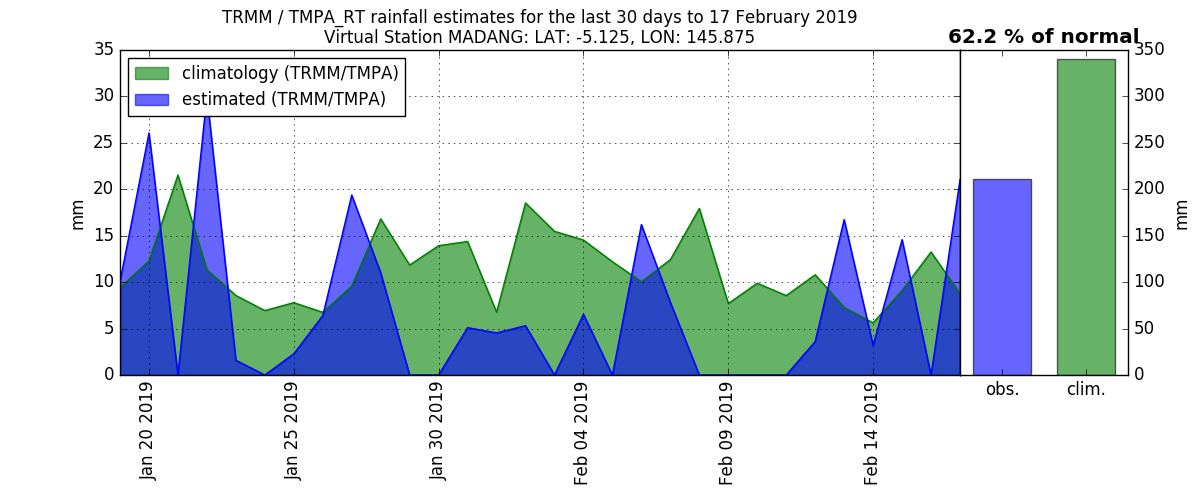 TRMM / TMPA_RT rainfall estimates for the last 30 days to 17 February 2019
Virtual Station MADANG: LAT: -5.125, LON: 145.875
62.2 % of normal
climatology (TRMM/TMPA)
estimated (TRMM/TMPA)
35
30
25
20
15
10
5
0
mm
Jan 20 2019
Jan 25 2019
Jan 30 2019
Feb 04 2019
Feb 09 2019
Feb 14 2019
obs.
clim.
350
300
250
200
150
100
50
0
mm